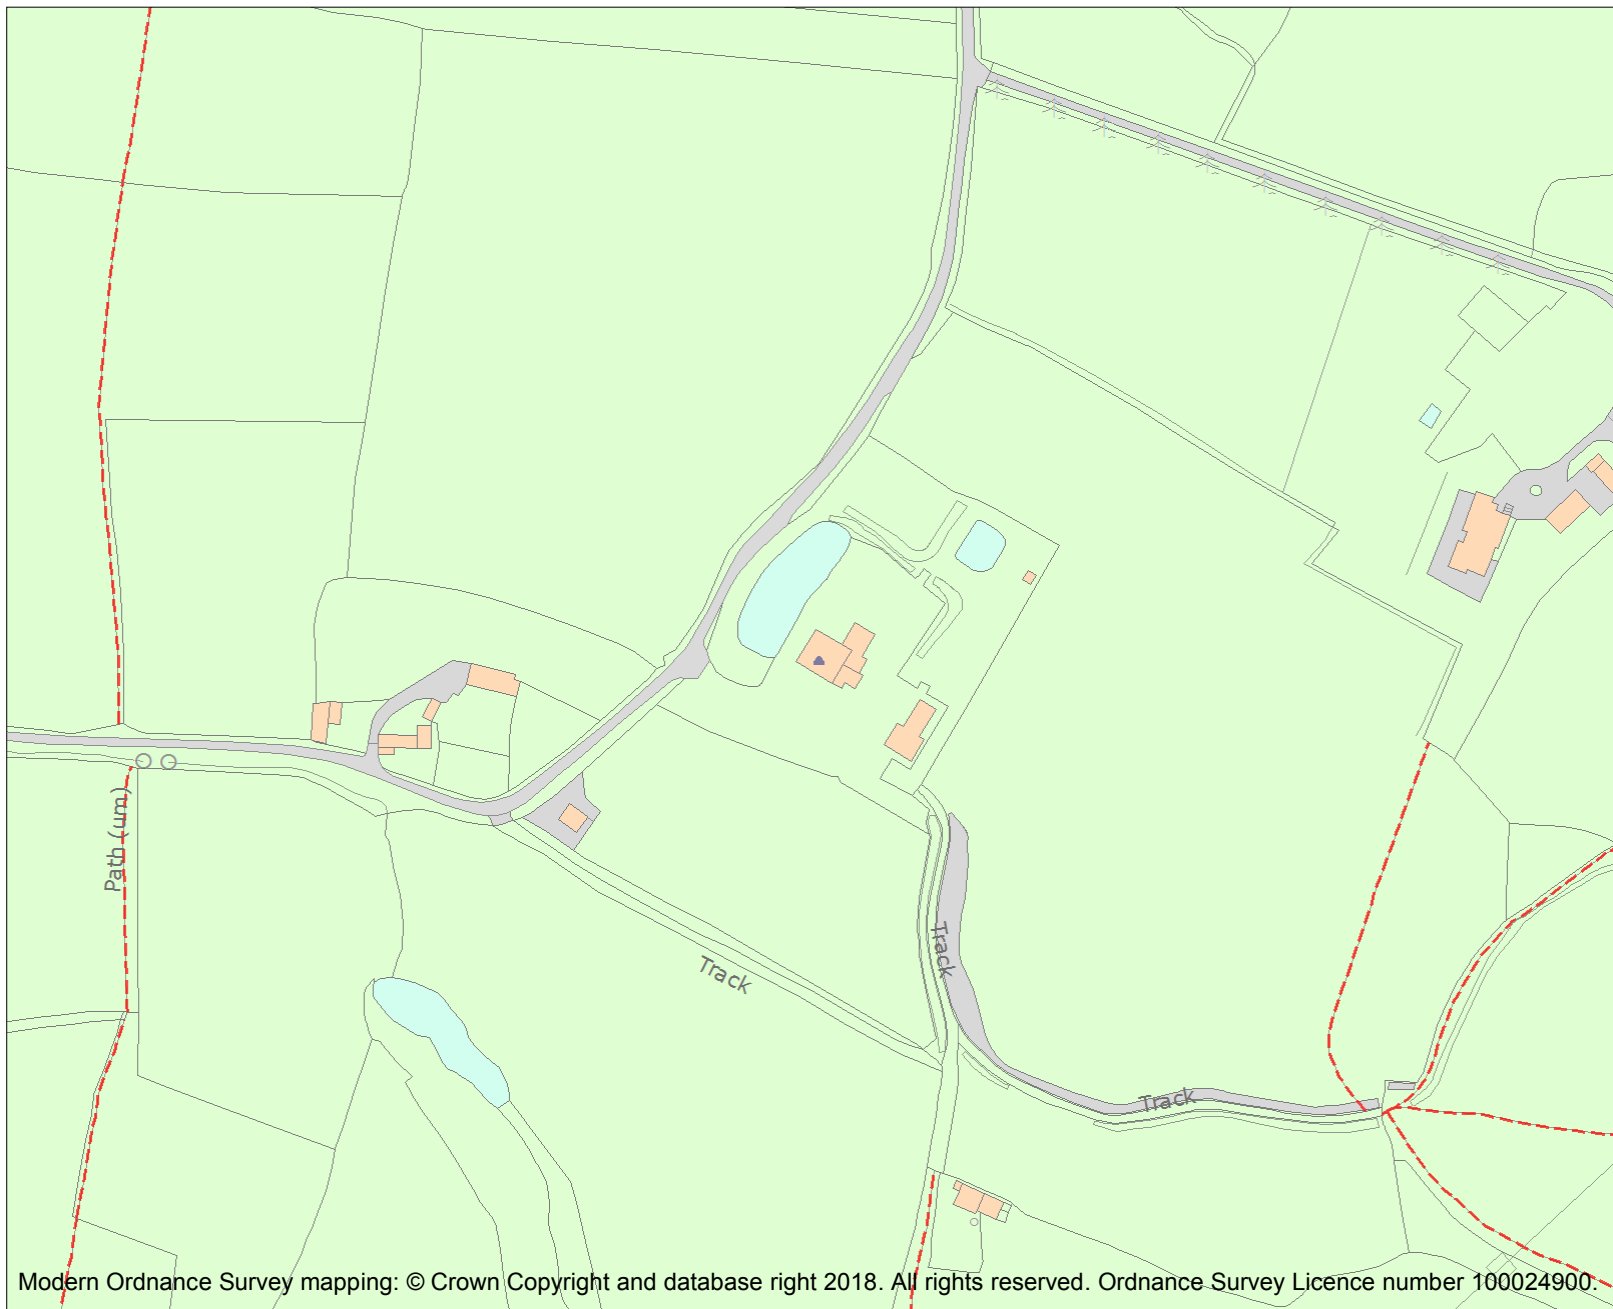 Path (um)
Track
Track
Track
Modern Ordnance Survey mapping: © Crown Copyright and database right 2018. All rights reserved. Ordnance Survey Licence number 100024900.